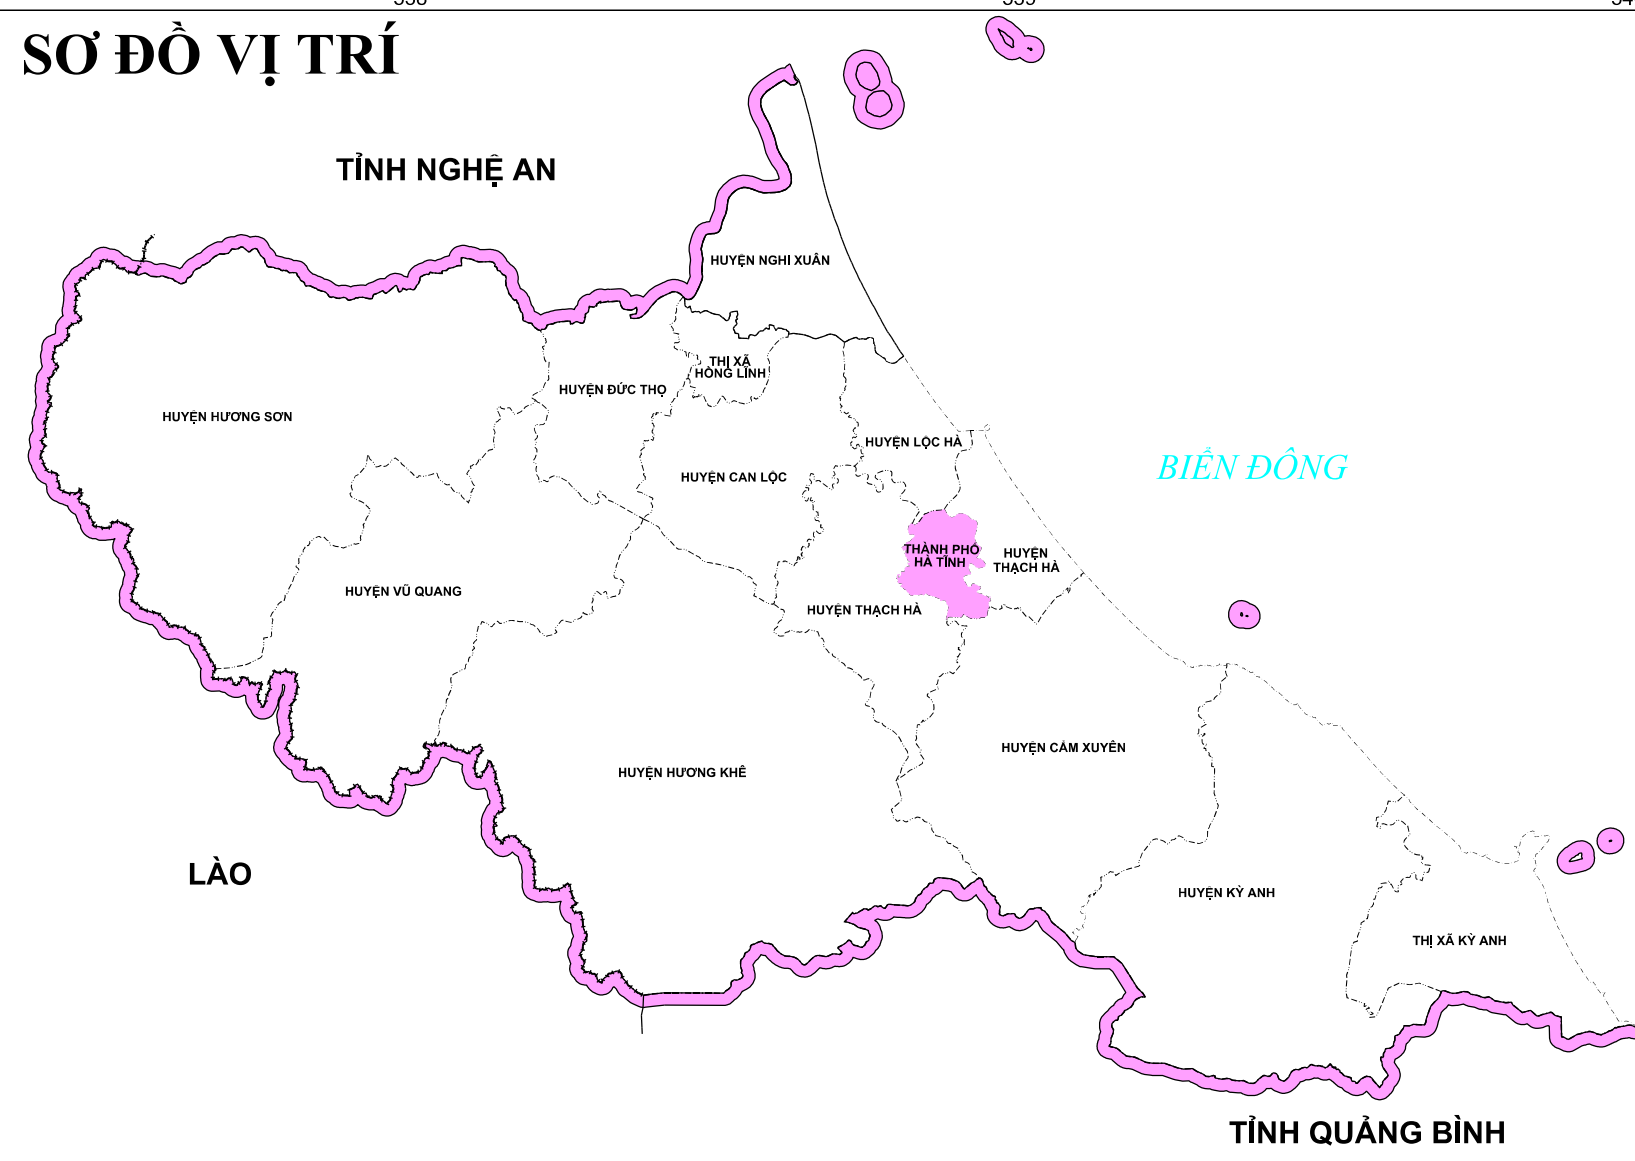 SƠ ĐỒ VỊ TRÍ
TỈNH NGHỆ AN
HUYỆN NGHI XUÂN
THỊ XÃ
HỒNG LĨNH
HUYỆN ĐỨC THỌ
HUYỆN HƯƠNG SƠN
HUYỆN LỘC HÀ
BIỂN ĐÔNG
HUYỆN CAN LỘC
THÀNH PHỐ
HÀ TĨNH
HUYỆN
THẠCH HÀ
HUYỆN VŨ QUANG
HUYỆN THẠCH HÀ
HUYỆN CẨM XUYÊN
HUYỆN HƯƠNG KHÊ
LÀO
HUYỆN KỲ ANH
THỊ XÃ KỲ ANH
TỈNH QUẢNG BÌNH